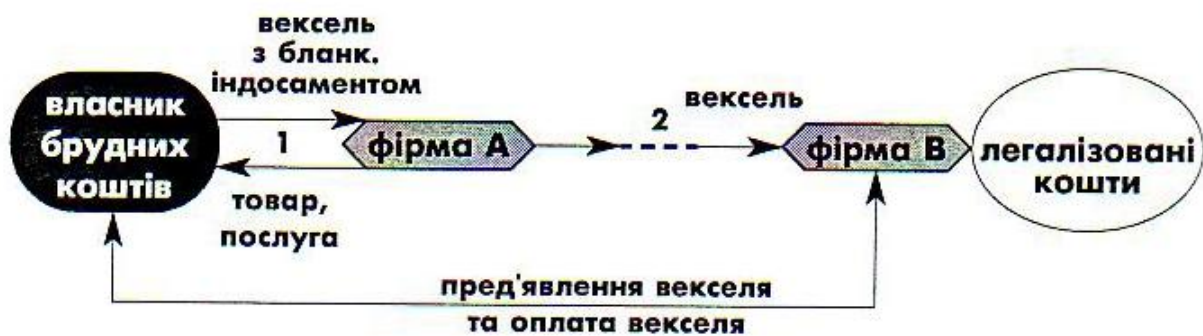 вексель
з бланк.
індосаментом
власник
брудних
коштів
1
фірма А
товар,
послуга
2
вексель
фірма В
легалізовані
кошти
пред'явлення векселя
та оплата векселя